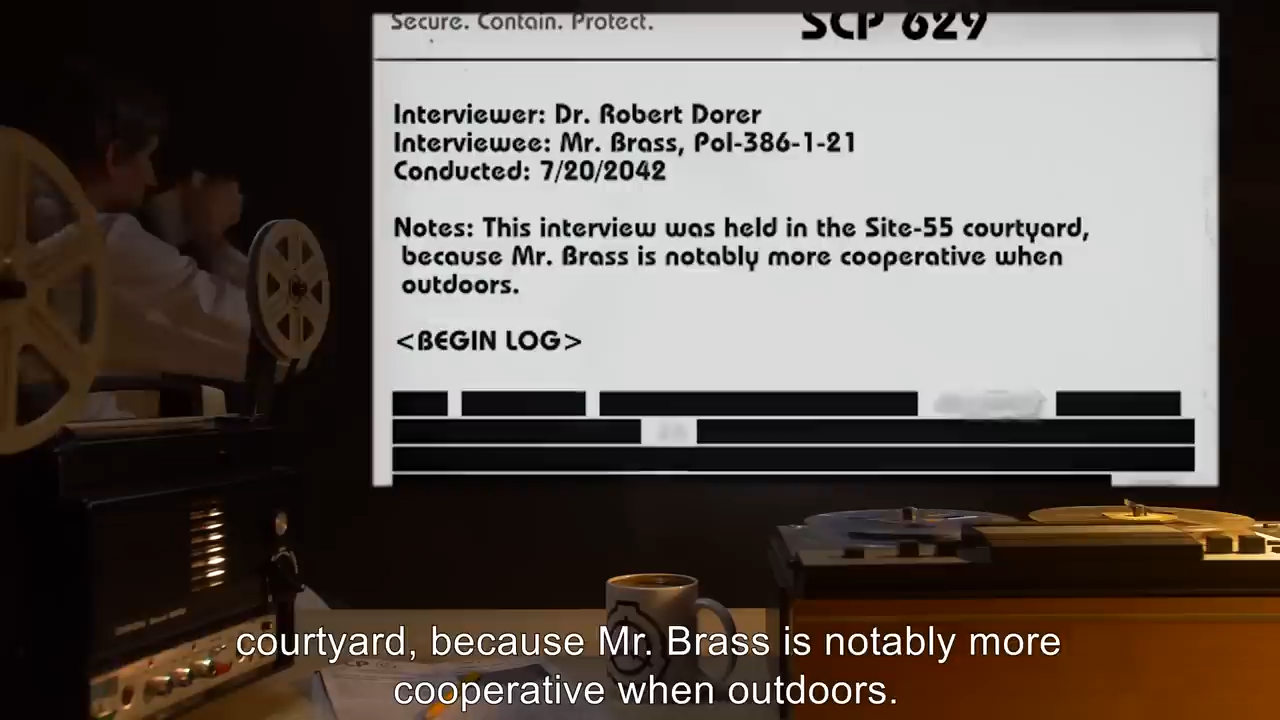 Secure. Contain. Protect.
SCP 629
Interviewer: Dr. Robert Dorer
Interviewee: Mr. Brass, Pol-386-1-21
Conducted: 7/20/2042
Notes: This interview was held in the Site-55 courtyard,
because Mr. Brass is notably more cooperative when
outdoors.
<BEGIN LOG>
courtyard, because Mr. Brass is notably more
cooperative when outdoors.